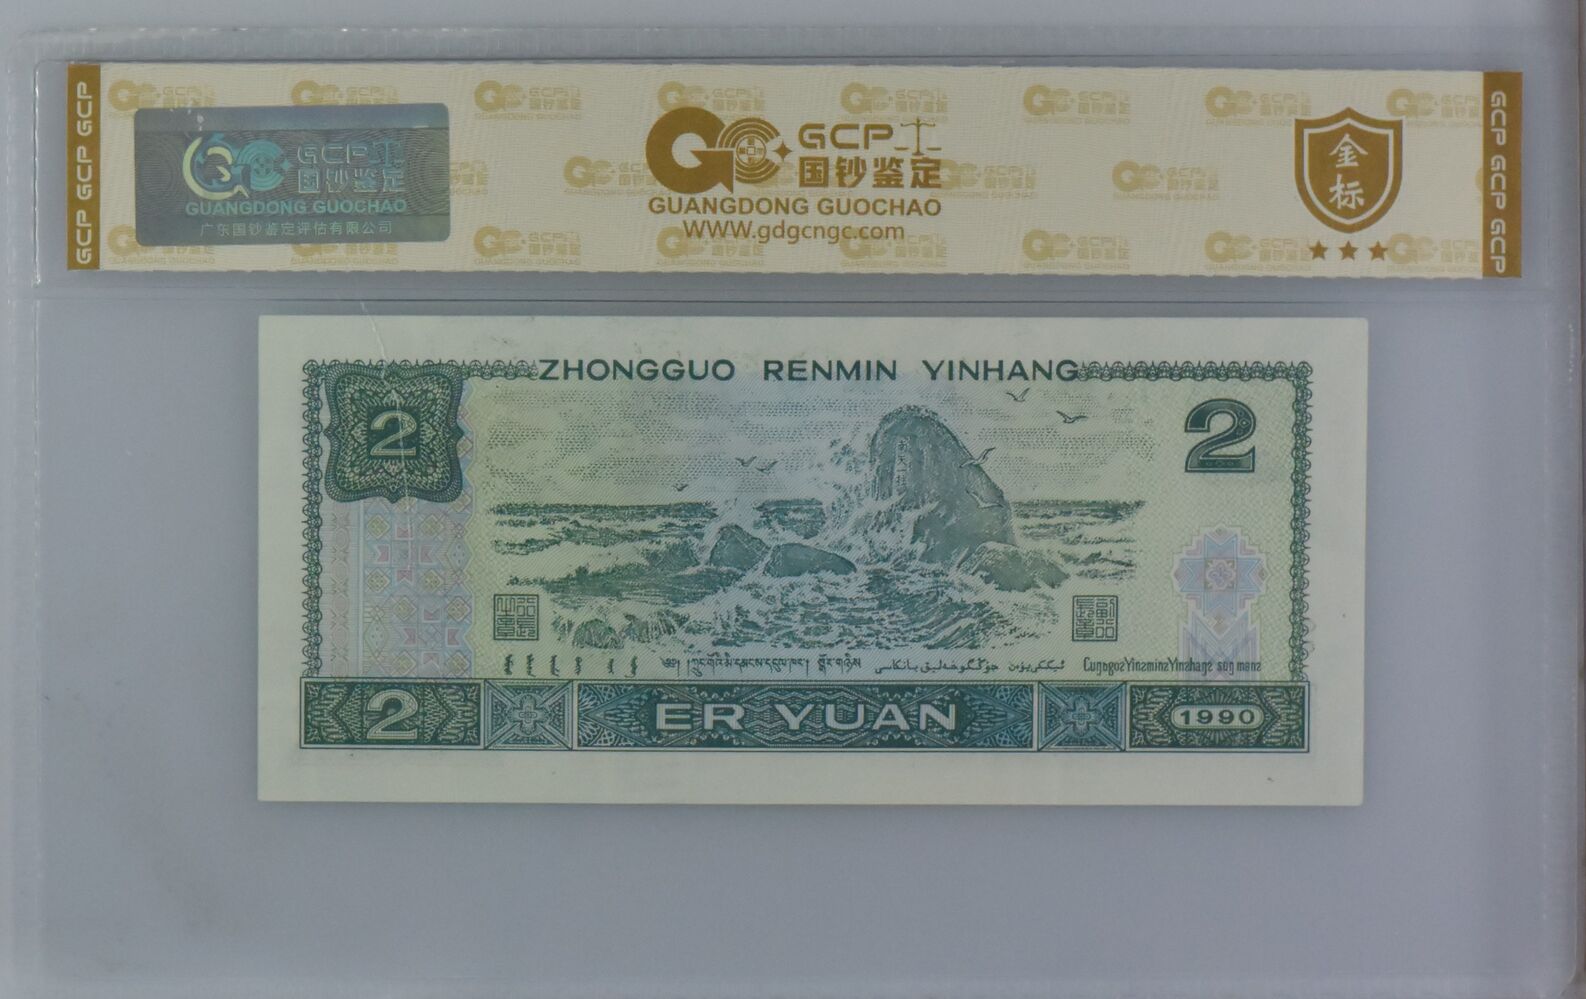 GCP GCP GCP
GCP
国钞鉴定
GUANGDONG GUOCHAO
广东国钞鉴定评估有限公司
GCP
国钞鉴定
GUANGDONG GUOCHAO
WWW.gdgcngc.com
金标
GCP GCP GCP
ZHONGGUO RENMIN YINHANG
2
2
2
ER YUAN
1990